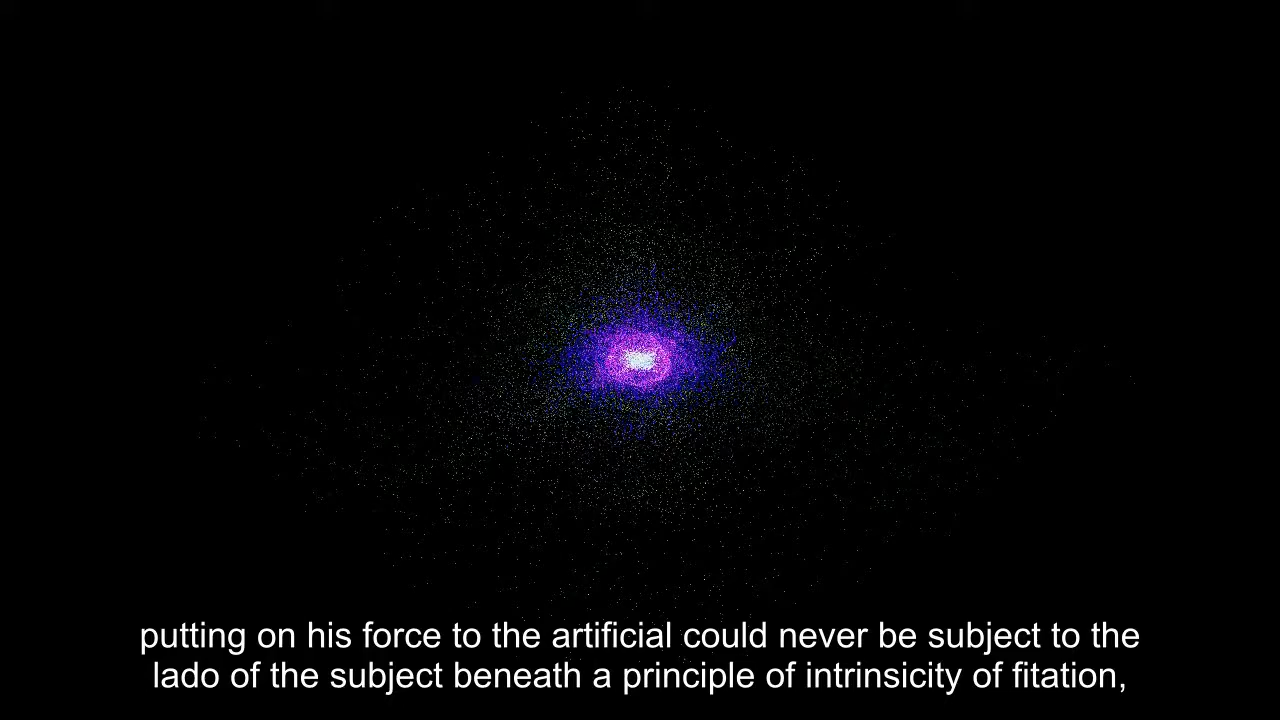 putting on his force to the artificial could never be subject to the
lado of the subject beneath a principle of intrinsicity of fitation,